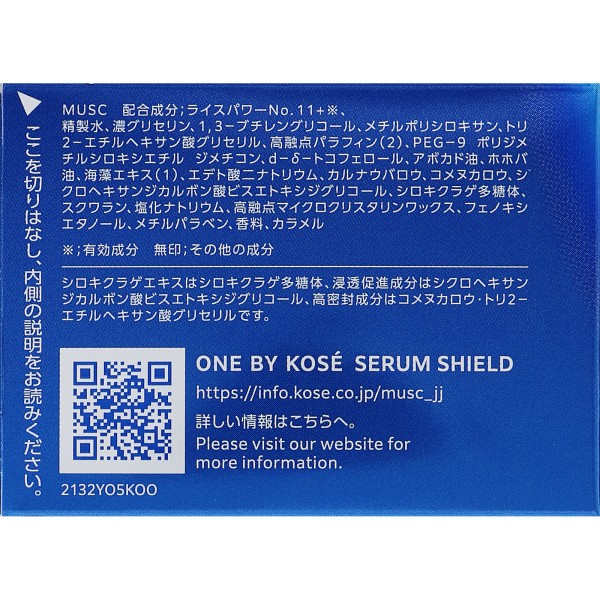 ここを切りはなし、内側の説明をお読みください。
MUSC 配合成分;ライスパワーNo.11+※、
精製水、濃グリセリン、1,3-ブチレングリコール、メチルポリシロキサン、トリ
2-エチルヘキサン酸グリセリル、高融点パラフィン(2)、PEG-9 ポリジメ
チルシロキシエチル ジメチコン、d-δ-トコフェロール、アボカド油、ホホバ
油、海藻エキス(1)、エデト酸二ナトリウム、カルナウバロウ、コメヌカロウ、シ
クロヘキサンジカルボン酸ビスエトキシジグリコール、シロキクラゲ多糖体、
スクワラン、塩化ナトリウム、高融点マイクロクリスタリンワックス、フェノキシ
エタノール、メチルパラベン、香料、カラメル
※;有効成分 無印;その他の成分
シロキクラゲエキスはシロキクラゲ多糖体、浸透促進成分はシクロヘキサン
ジカルボン酸ビスエトキシジグリコール、高密封成分はコメヌカロウ・トリ2-
エチルヘキサン酸グリセリルです。
ONE BY KOSÉ SERUM SHIELD
https://info.kose.co.jp/musc_jj
詳しい情報はこちらへ。
Please visit our website for
more information.
2132YO5KOO